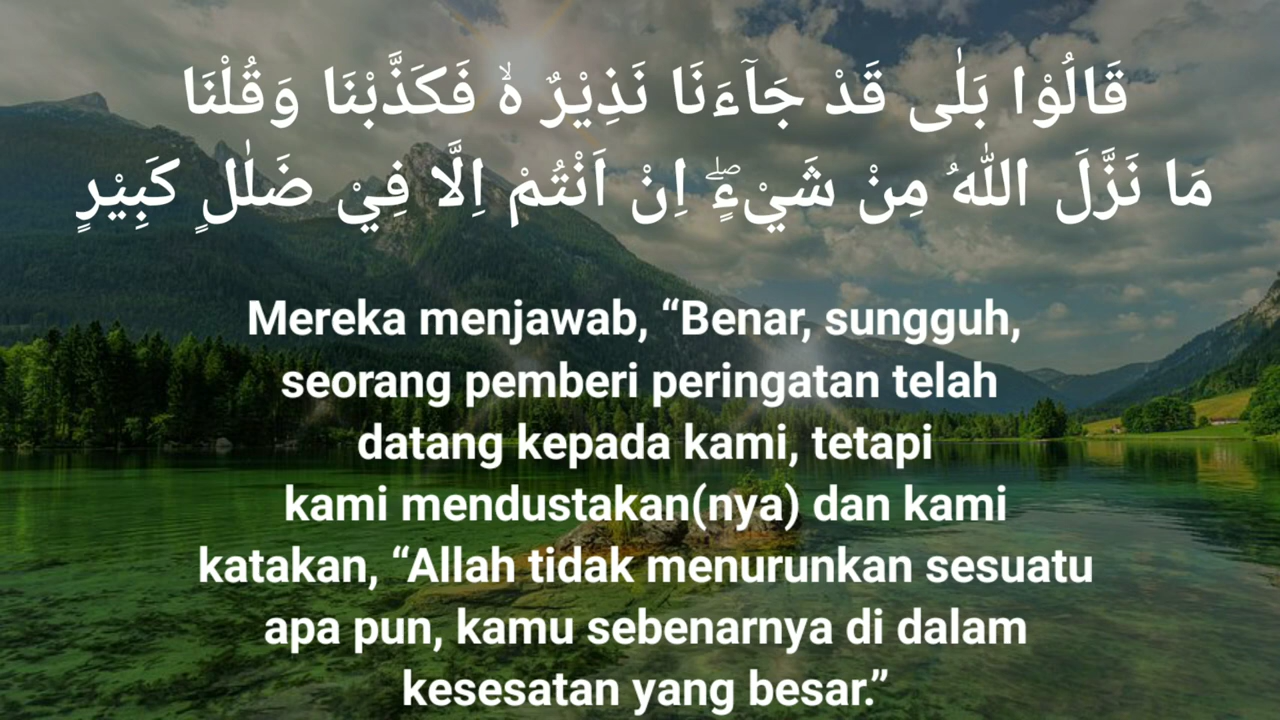 قَالُوْا بَلٰى قَدْ جَاۤءَنَا نَذِيْرٌ ەۙ فَكَذَّبْنَا وَقُلْنَا
مَا نَزَّلَ اللّٰهُ مِنْ شَيْءٍۖ اِنْ اَنْتُمْ اِلَّا فِيْ ضَلٰلٍ كَبِيْرٍ
Mereka menjawab, “Benar, sungguh,
seorang pemberi peringatan telah
datang kepada kami, tetapi
kami mendustakan(nya) dan kami
katakan, “Allah tidak menurunkan sesuatu
apa pun, kamu sebenarnya di dalam
kesesatan yang besar.”